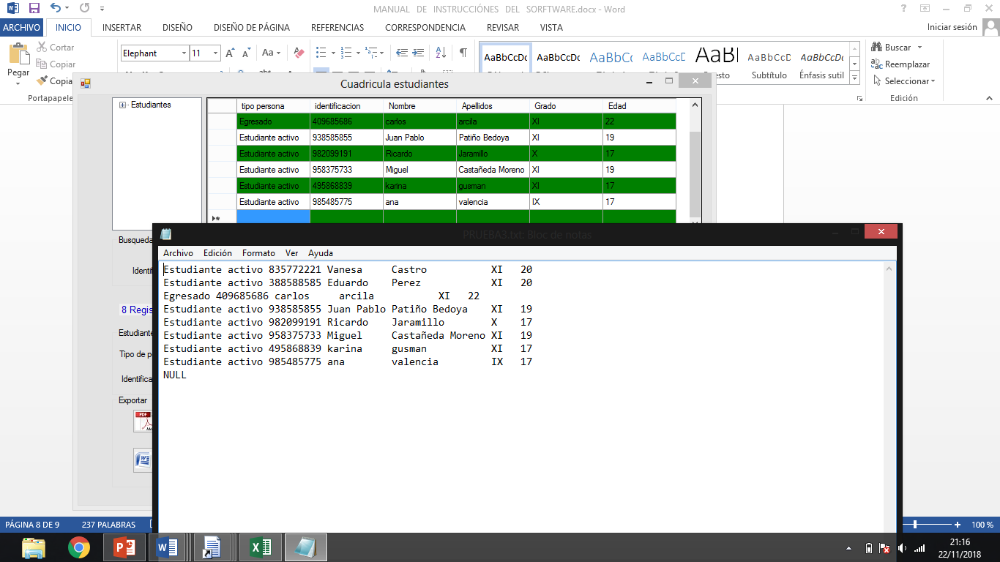 MANUAL DE INSTRUCCIÓNES DEL SORFTWARE.docx - Word
ARCHIVO INICIO INSERTAR DISEÑO DISEÑO DE PÁGINA REFERENCIAS CORRESPONDENCIA REVISAR VISTA Iniciar sesión
Cortar
Copiar
Copia
Pegar
Portapapele
Elephant 11
Aa
AaBbCcDc AaBbCcDc AaBbCc AaBbCcD AaB AaBbCcD AaBbCcDc
esto Subtítulo Énfasis sutil
Buscar
Reemplazar
Seleccionar
Edición
Cuadricula estudiantes
Estudiantes
tipo persona identificacion Nombre Apellidos Grado Edad
Egresado 409685686 carlos arcila XI 22
Estudiante activo 938585855 Juan Pablo Patiño Bedoya XI 19
Estudiante activo 982099191 Ricardo Jaramillo X 17
Estudiante activo 958375733 Miguel Castañeda Moreno XI 19
Estudiante activo 495868839 karina gusman XI 17
Estudiante activo 985485775 ana valencia IX 17
Busqueda
Identif
8 Regis
Estudiante
Tipo de p
Identifica
Exportar
PDF
PRUEBA3.txt: Bloc de notas
Archivo Edición Formato Ver Ayuda
Estudiante activo 835772221 Vanesa Castro XI 20
Estudiante activo 388588585 Eduardo Perez XI 20
Egresado 409685686 carlos arcila XI 22
Estudiante activo 938585855 Juan Pablo Patiño Bedoya XI 19
Estudiante activo 982099191 Ricardo Jaramillo X 17
Estudiante activo 958375733 Miguel Castañeda Moreno XI 19
Estudiante activo 495868839 karina gusman XI 17
Estudiante activo 985485775 ana valencia IX 17
NULL
PÁGINA 8 DE 9 237 PALABRAS 100 %
21:16
22/11/2018